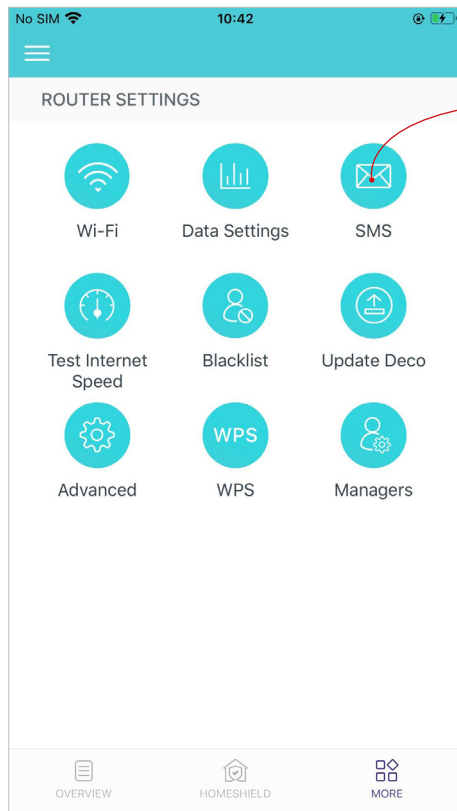 No SIM 10:42
ROUTER SETTINGS
Wi-Fi Data Settings SMS
Test Internet Speed Blacklist Update Deco
WPS
Advanced WPS Managers
OVERVIEW HOMESHIELD MORE